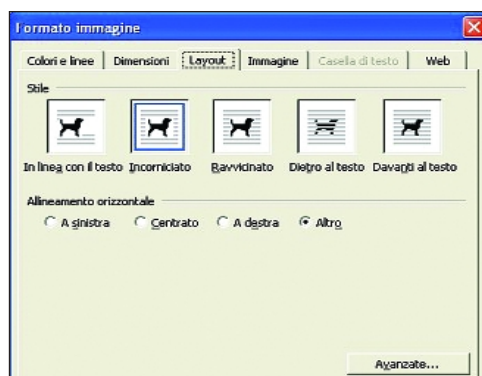 Formato immagine
Colori e linee Dimensioni Layout Immagine Casella di testo Web
Stile
In linea con il testo Incorniciato Ravvicinato Dietro al testo Davanti al testo
Allineamento orizzontale
A sinistra Centrato A destra Altro
Avanzate...